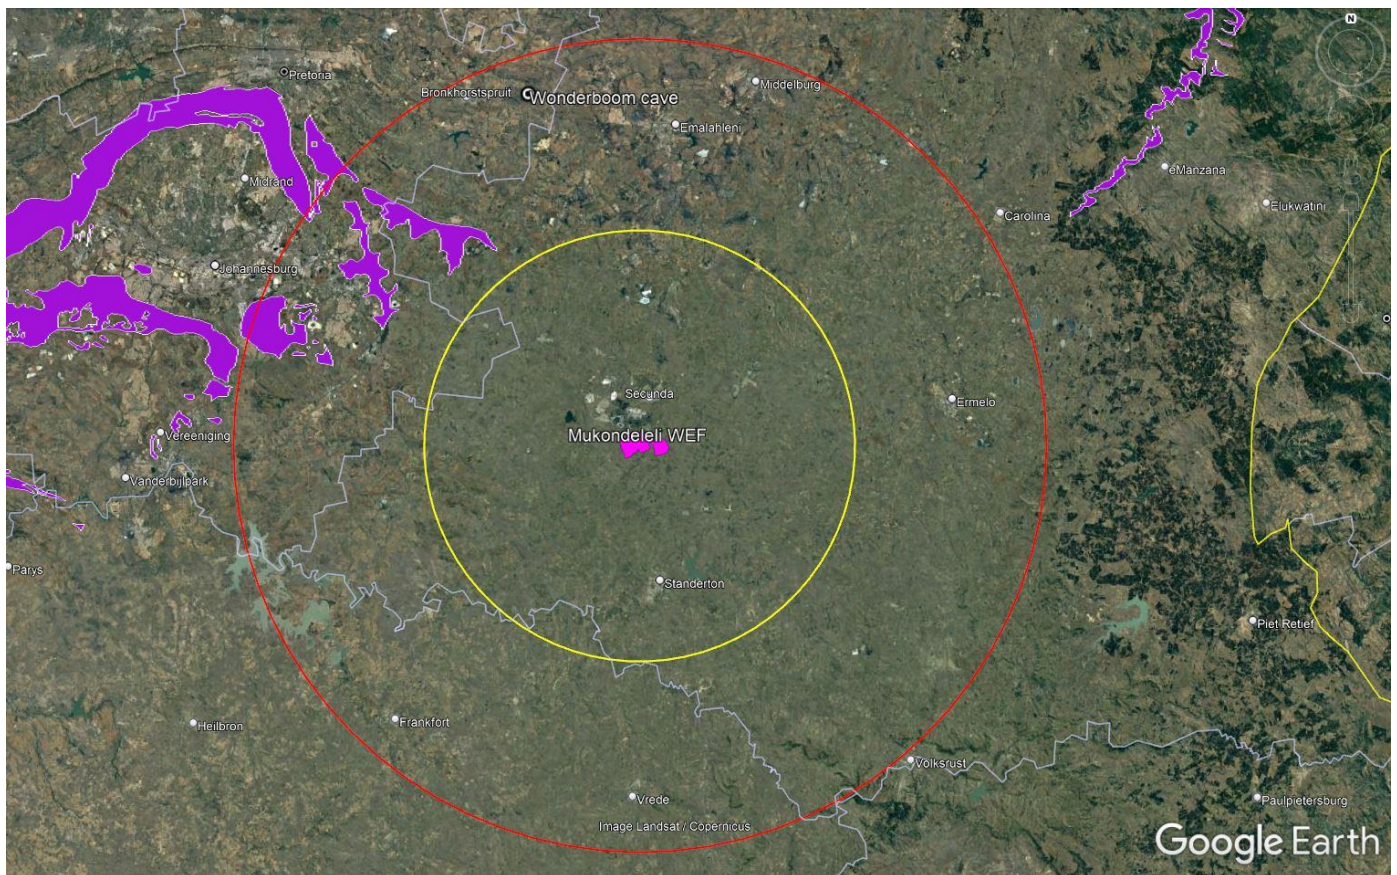 N
Pretoria
Bronkhorstspruit
Wonderboom cave
Middelburg
Emalahleni
Midrand
eManzana
Elukwatini
Carolina
Johannesburg
Secunda
Ermelo
Mukondeleli WEF
Vereeniging
Vanderbijlpark
Parys
Standerton
Piet Retief
Heilbron
Frankfort
Volksrust
Vrede
Paulpietersburg
Image Landsat / Copernicus
Google Earth